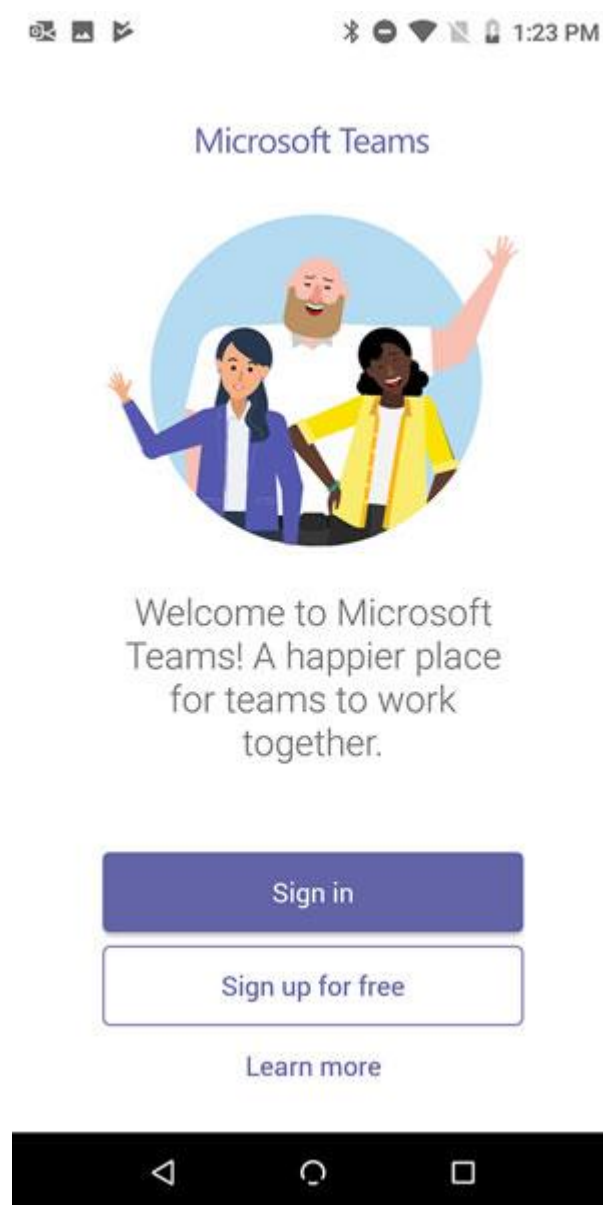 1:23 PM
Microsoft Teams
Welcome to Microsoft
Teams! A happier place
for teams to work
together.
Sign in
Sign up for free
Learn more